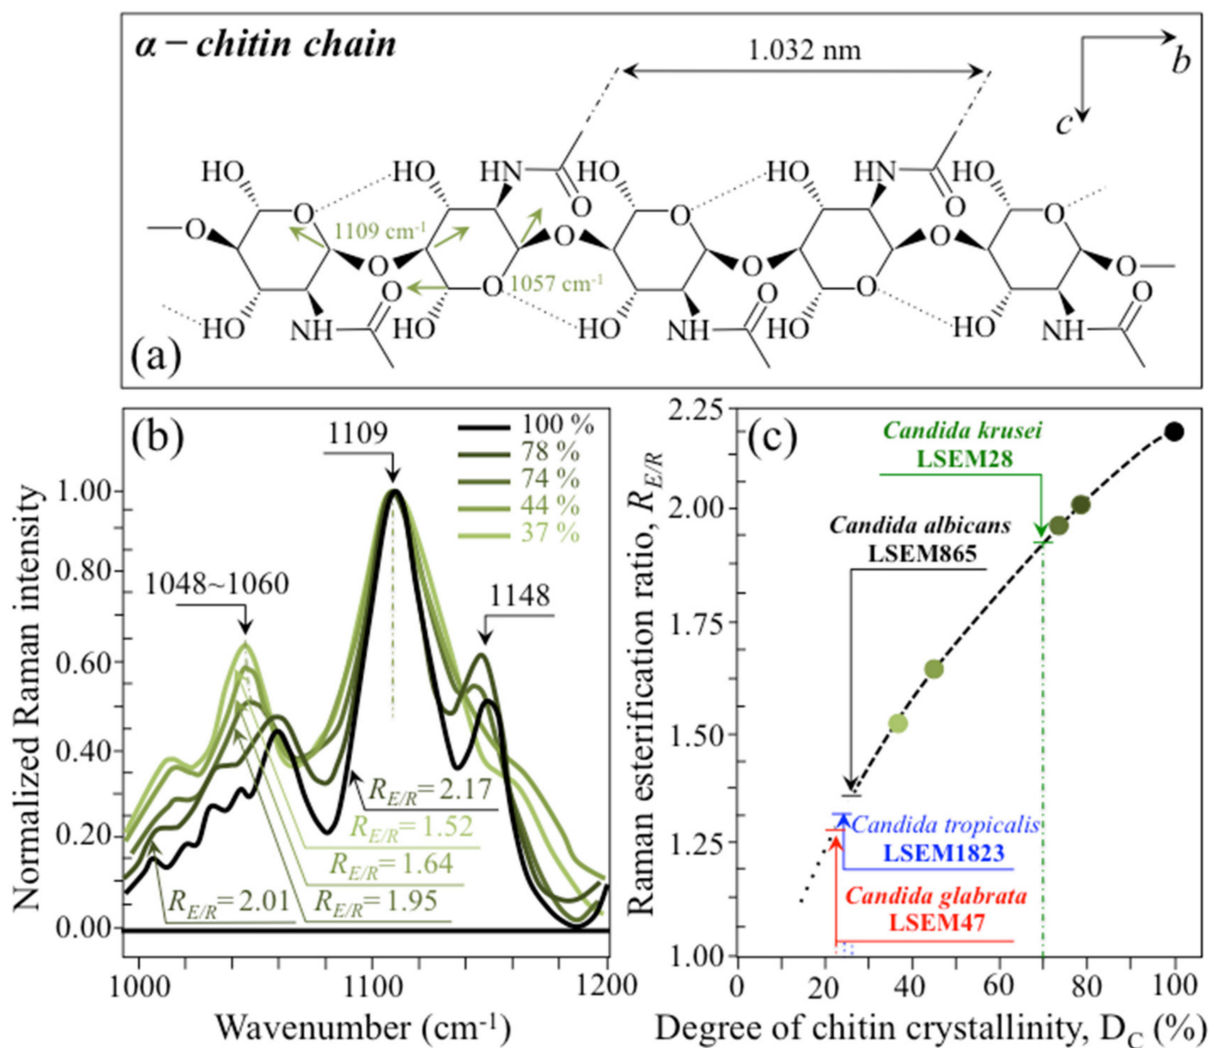 α – chitin chain
1.032 nm
b
c
HO HO NH HO HO NH HO
O O O O O
1109 cm-1
O O O O O O
O O 1057 cm-1 O O O
HO NH HO HO NH HO HO NH
(a)
(b)
1109
100 %
78 %
74 %
44 %
37 %
1048~1060
1148
RE/R= 2.17
RE/R= 1.52
RE/R= 1.64
RE/R= 1.95
RE/R= 2.01
1.00
0.80
0.60
0.40
0.20
0.00
Normalized Raman intensity
1000 1100 1200
Wavenumber (cm-1)
(c)
Candida krusei
LSEM28
Candida albicans
LSEM865
Candida tropicalis
LSEM1823
Candida glabrata
LSEM47
2.25
2.00
1.75
1.50
1.25
1.00
Raman esterification ratio, RE/R
0 20 40 60 80 100
Degree of chitin crystallinity, DC (%)